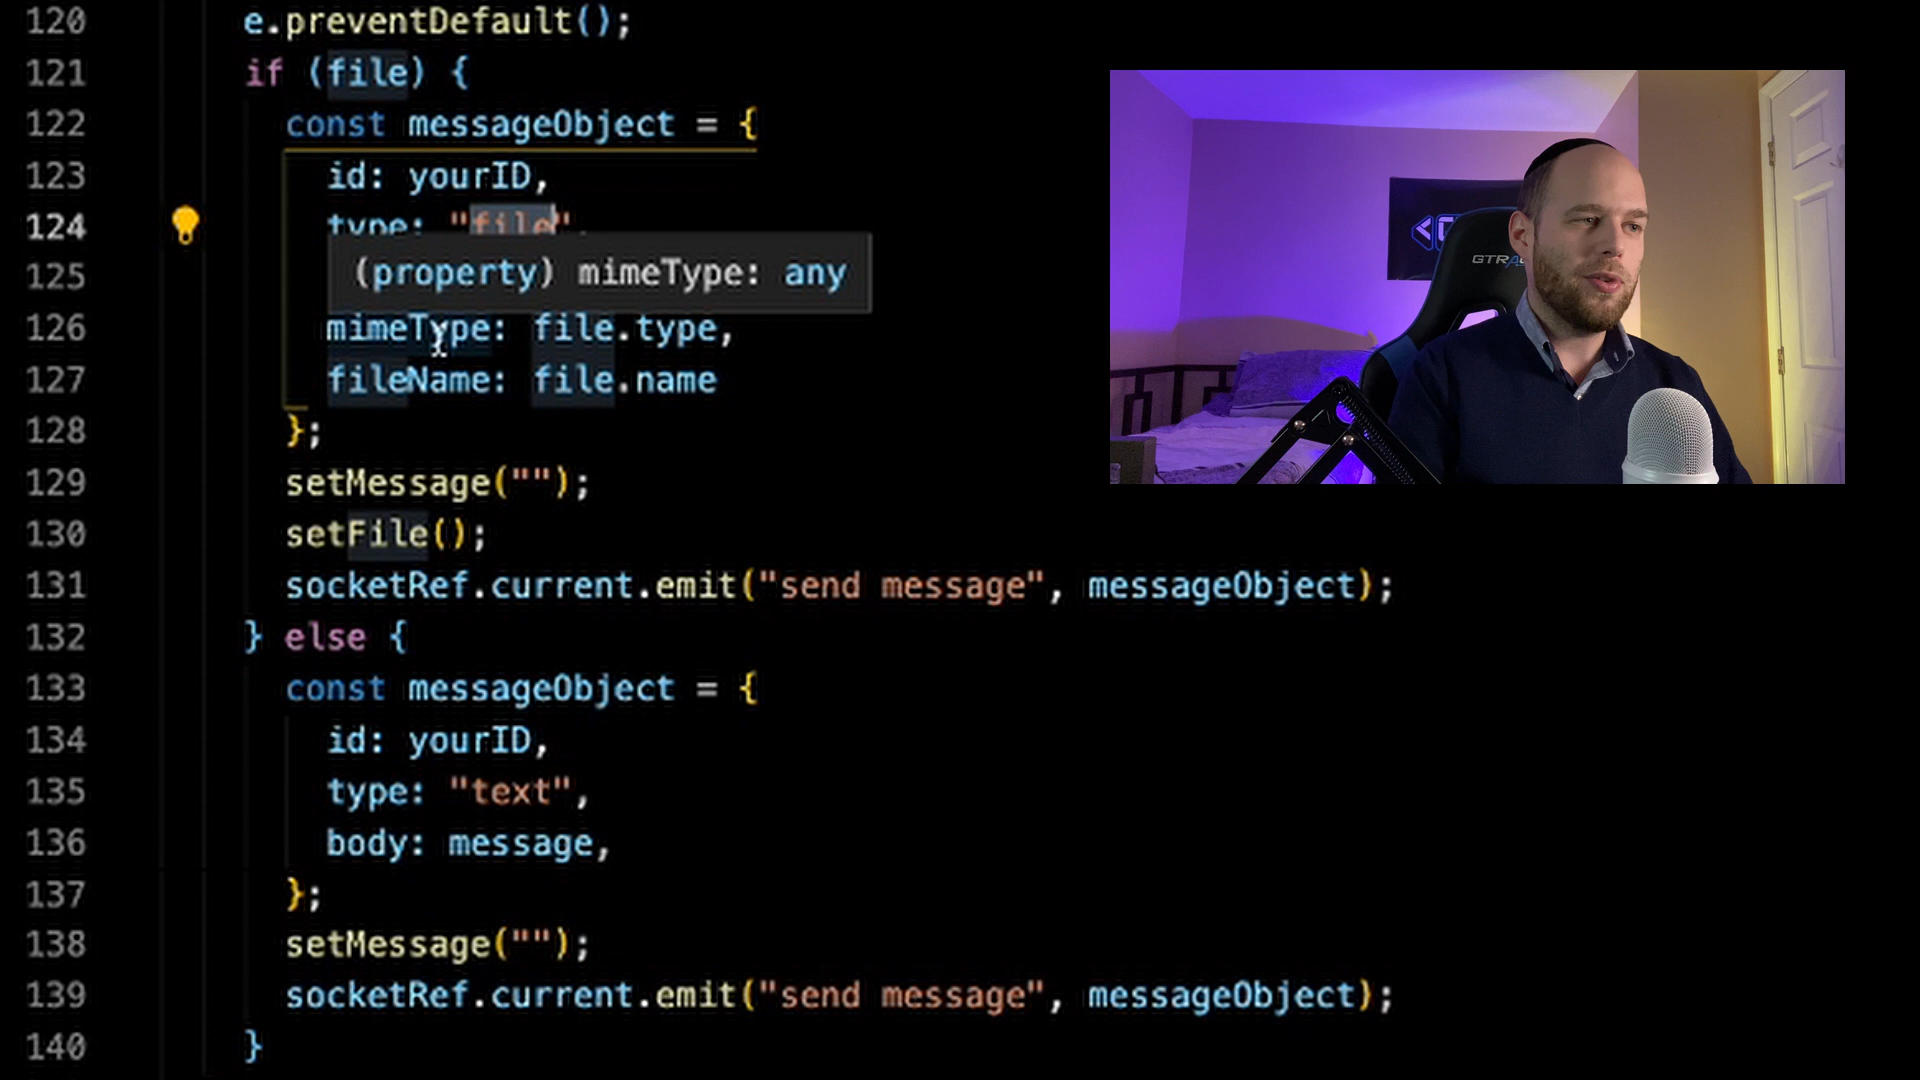 120 e.preventDefault();
121 if (file) {
122 const messageObject = {
123 id: yourID,
124 type: "file",
125 (property) mimeType: any
126 mimeType: file.type,
127 fileName: file.name
128 };
129 setMessage("");
130 setFile();
131 socketRef.current.emit("send message", messageObject);
132 } else {
133 const messageObject = {
134 id: yourID,
135 type: "text",
136 body: message,
137 };
138 setMessage("");
139 socketRef.current.emit("send message", messageObject);
140 }